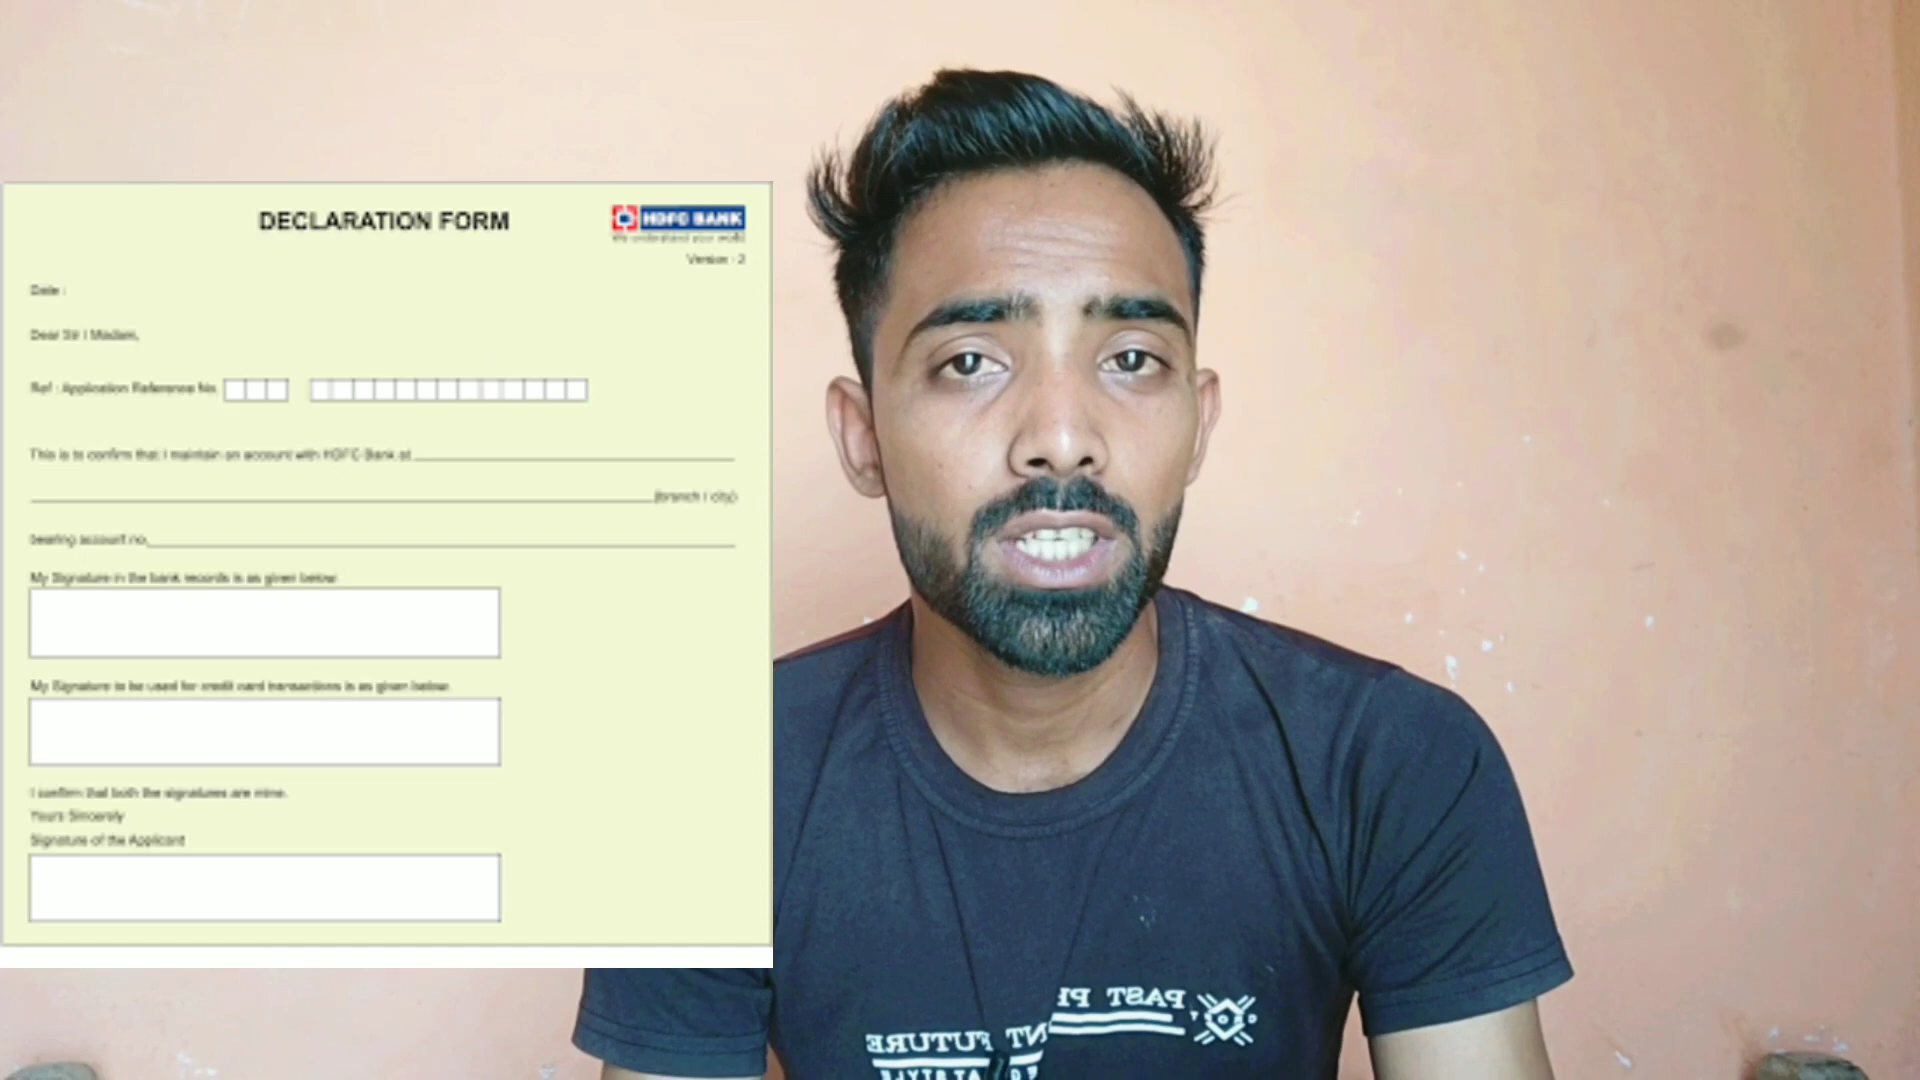 DECLARATION FORM
HDFC BANK
We understand your world
Version - 2
Date :
Dear Sir / Madam,
Ref : Application Reference No.
This is to confirm that I maintain an account with HDFC Bank at
(branch / city)
bearing account no.
My Signature in the bank records is as given below:
My Signature to be used for credit card transactions is as given below:
I confirm that both the signatures are mine.
Yours Sincerely
Signature of the Applicant
PAST
FUTURE